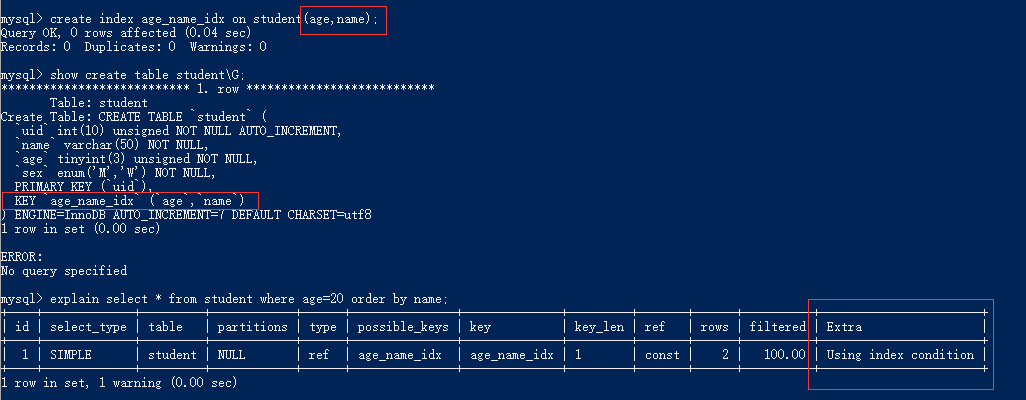 mysql> create index age_name_idx on student(age,name);
Query OK, 0 rows affected (0.04 sec)
Records: 0  Duplicates: 0  Warnings: 0
mysql> show create table student\G;
*************************** 1. row ***************************
       Table: student
Create Table: CREATE TABLE `student` (
  `uid` int(10) unsigned NOT NULL AUTO_INCREMENT,
  `name` varchar(50) NOT NULL,
  `age` tinyint(3) unsigned NOT NULL,
  `sex` enum('M','W') NOT NULL,
  PRIMARY KEY (`uid`),
  KEY `age_name_idx` (`age`,`name`)
) ENGINE=InnoDB AUTO_INCREMENT=7 DEFAULT CHARSET=utf8
1 row in set (0.00 sec)
ERROR:
No query specified
mysql> explain select * from student where age=20 order by name;
+----+-------------+---------+------------+------+---------------+--------------+---------+-------+------+----------+-----------------------+
| id | select_type | table   | partitions | type | possible_keys | key          | key_len | ref   | rows | filtered | Extra                 |
+----+-------------+---------+------------+------+---------------+--------------+---------+-------+------+----------+-----------------------+
|  1 | SIMPLE      | student | NULL       | ref  | age_name_idx  | age_name_idx | 1       | const |    2 |   100.00 | Using index condition |
+----+-------------+---------+------------+------+---------------+--------------+---------+-------+------+----------+-----------------------+
1 row in set, 1 warning (0.00 sec)